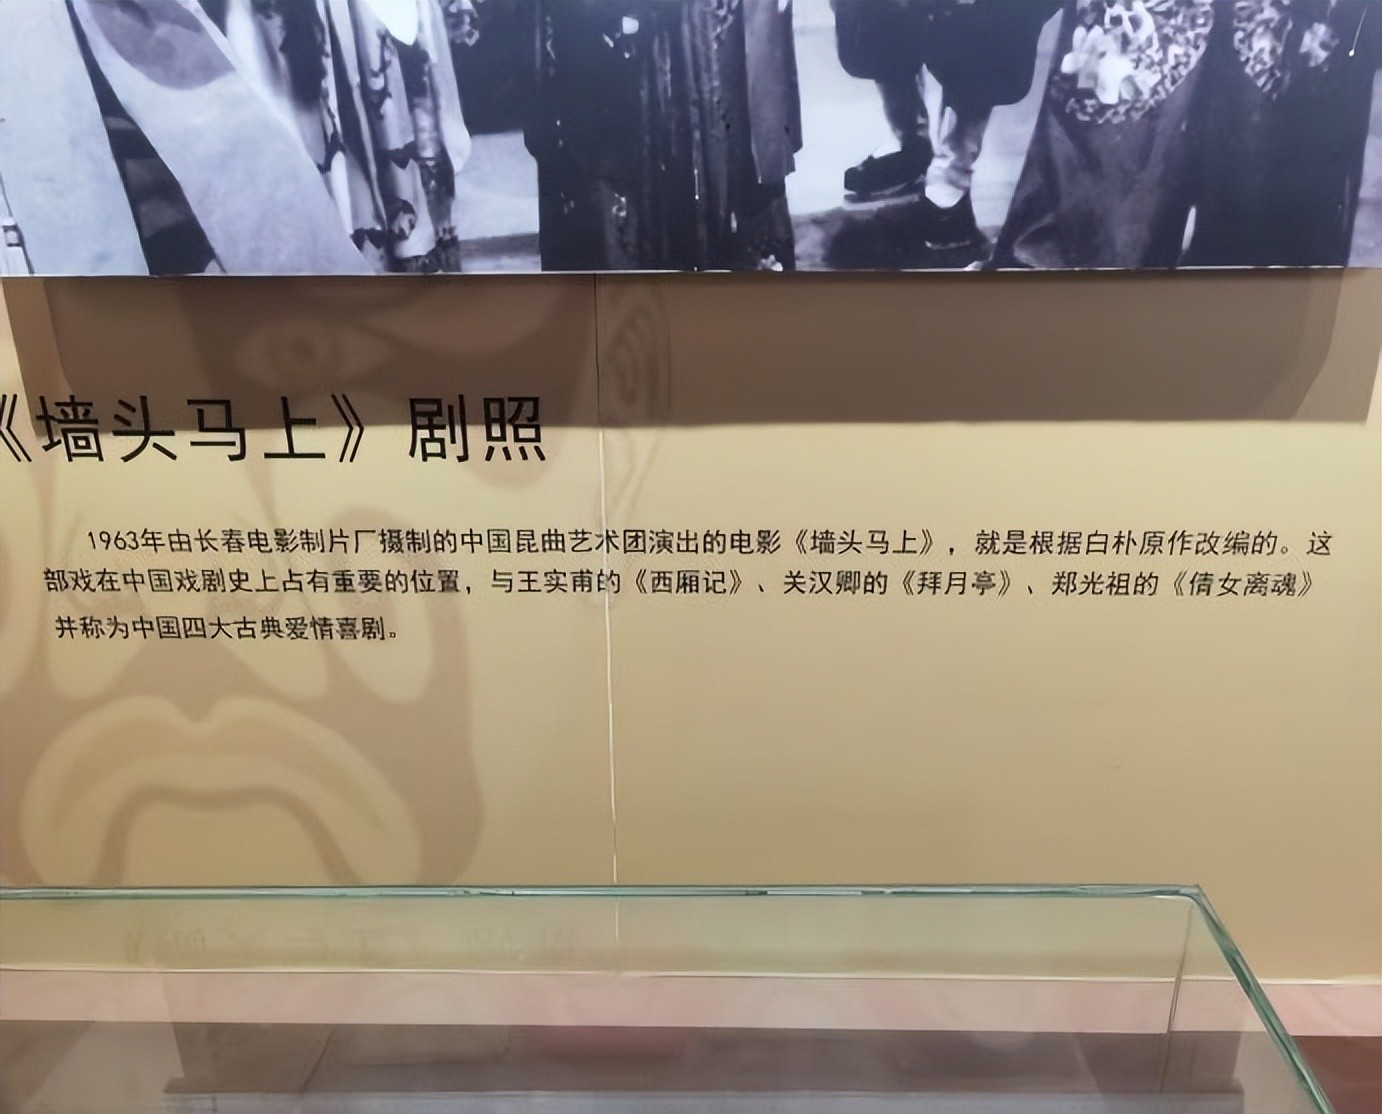 《墙头马上》剧照
1963年由长春电影制片厂摄制的中国昆曲艺术团演出的电影《墙头马上》，就是根据白朴原作改编的。这
部戏在中国戏剧史上占有重要的位置，与王实甫的《西厢记》、关汉卿的《拜月亭》、郑光祖的《倩女离魂》
并称为中国四大古典爱情喜剧。